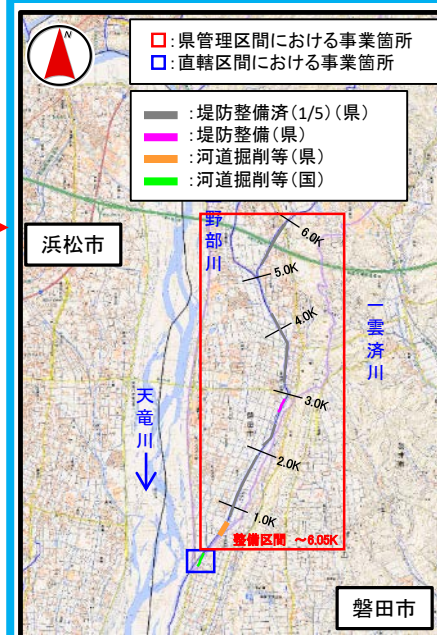 N
□：県管理区間における事業箇所
□：直轄区間における事業箇所
：堤防整備済（1/5）（県）
：堤防整備（県）
：河道掘削等（県）
：河道掘削等（国）
浜松市
野部川
6.0K
5.0K
4.0K
一雲済川
天竜川
3.0K
2.0K
1.0K
整備区間　～6.05K
磐田市